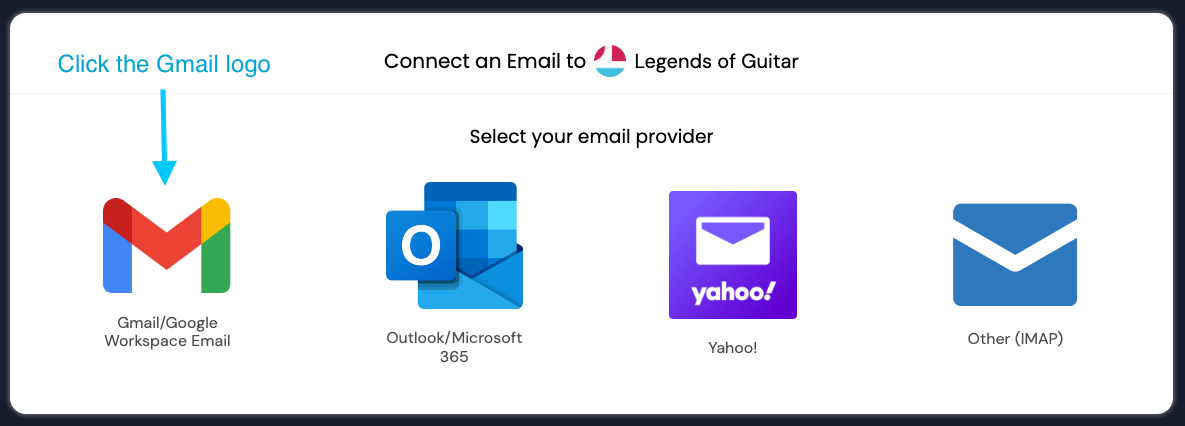 Click the Gmail logo
Connect an Email to Legends of Guitar
Select your email provider
O
yahoo!
Gmail/Google
Workspace Email
Outlook/Microsoft
365
Yahoo!
Other (IMAP)